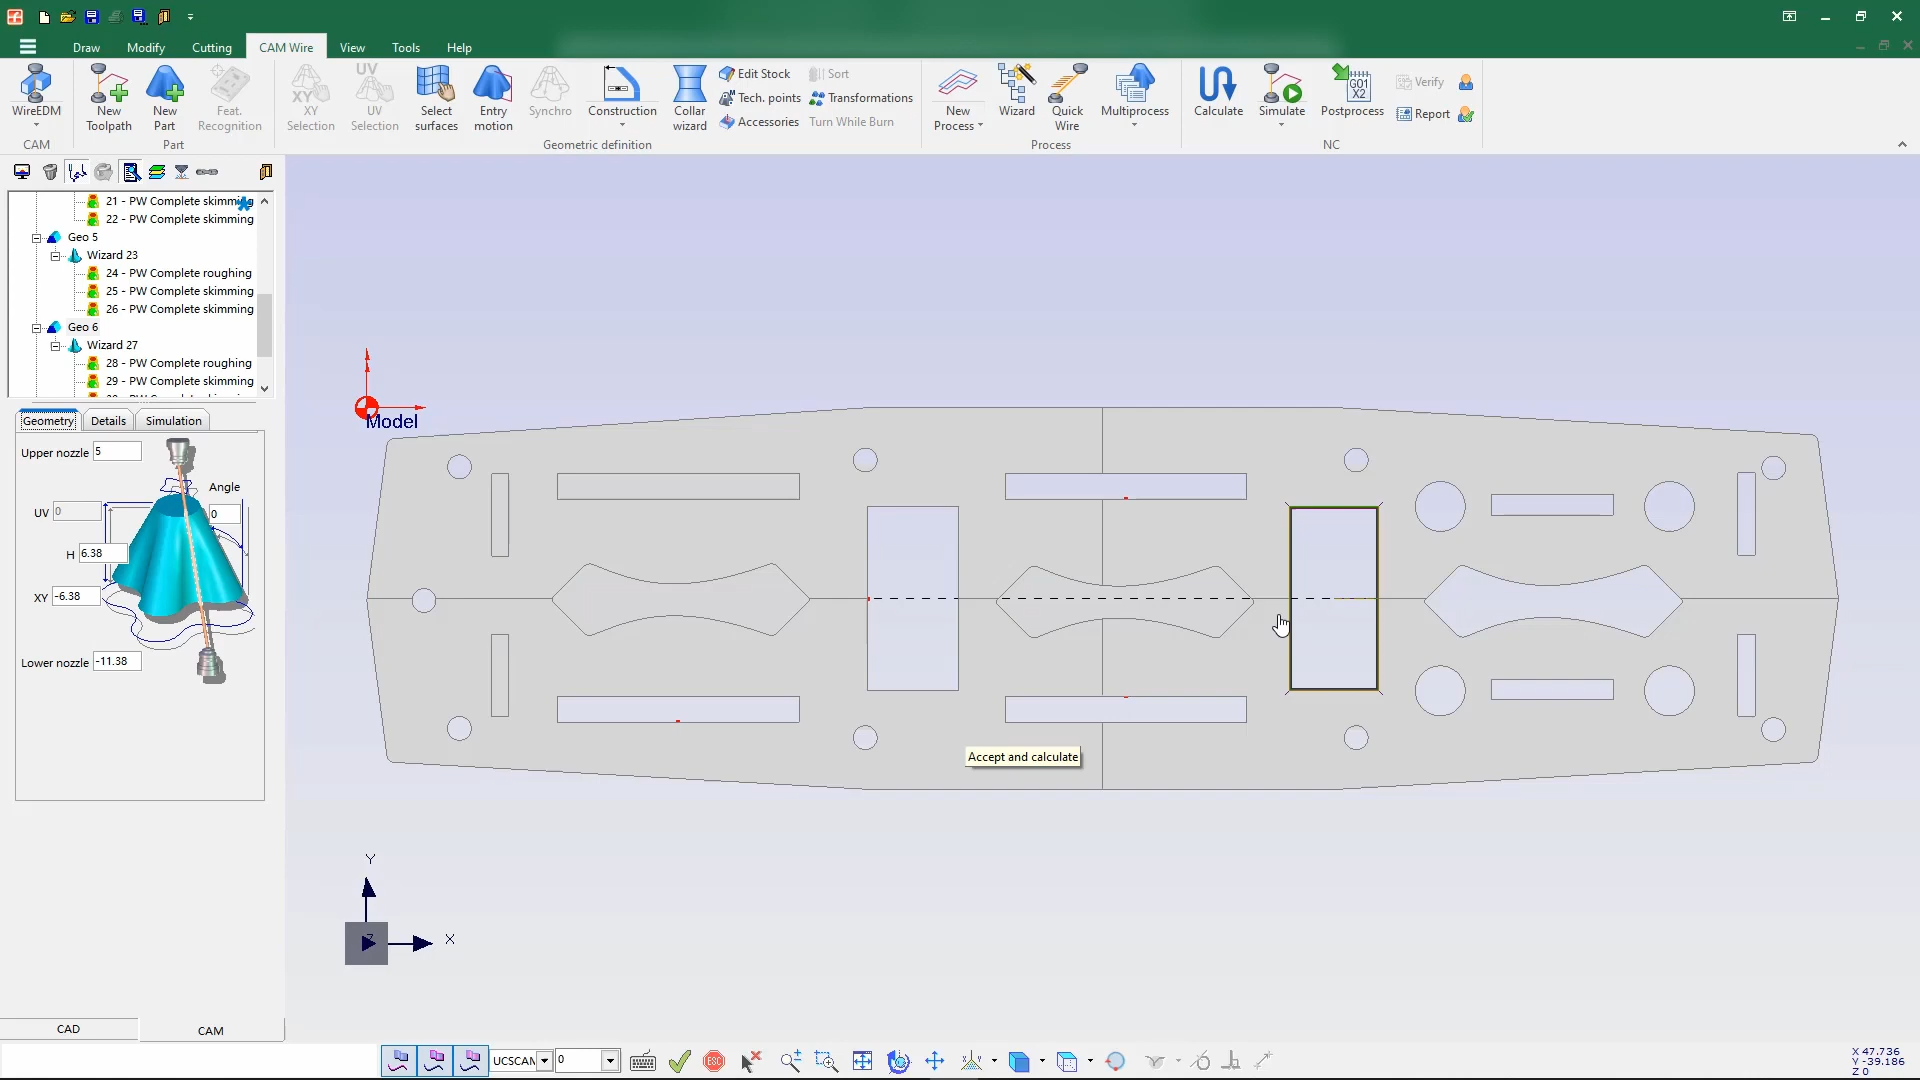 Draw Modify Cutting CAM Wire View Tools Help
WireEDM
CAM
New Toolpath
New Part
Feat. Recognition
Part
XY
XY Selection
UV
UV Selection
Select surfaces
Entry motion
Synchro
Construction
Collar wizard
Edit Stock
Tech. points
Accessories
Sort
Transformations
Turn While Burn
Geometric definition
New Process
Wizard
Quick Wire
Multiprocess
Process
Calculate
Simulate
G01
X2
Postprocess
Verify
Report
NC
21 - PW Complete skimming
22 - PW Complete skimming
Geo 5
Wizard 23
24 - PW Complete roughing
25 - PW Complete skimming
26 - PW Complete skimming
Geo 6
Wizard 27
28 - PW Complete roughing
29 - PW Complete skimming
Geometry Details Simulation
Upper nozzle 5
Angle
0
UV 0
H 6.38
XY -6.38
Lower nozzle -11.38
Model
Accept and calculate
Y
Z
X
CAD CAM
UCSCAM 0
ESC
X 47.736
Y -39.186
Z 0